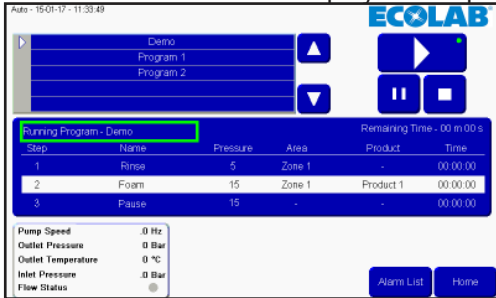 Auto - 15-01-17 - 11:33:49
ECOLAB
Demo
Program 1
Program 2
Running Program - Demo
Remaining Time - 00 m 00 s
Step Name Pressure Area Product Time
1 Rinse 5 Zone 1 - 00:00:00
2 Foam 15 Zone 1 Product 1 00:00:00
3 Pause 15 - - 00:00:00
Pump Speed .0 Hz
Outlet Pressure 0 Bar
Outlet Temperature 0 °C
Inlet Pressure .0 Bar
Flow Status
Alarm List
Home